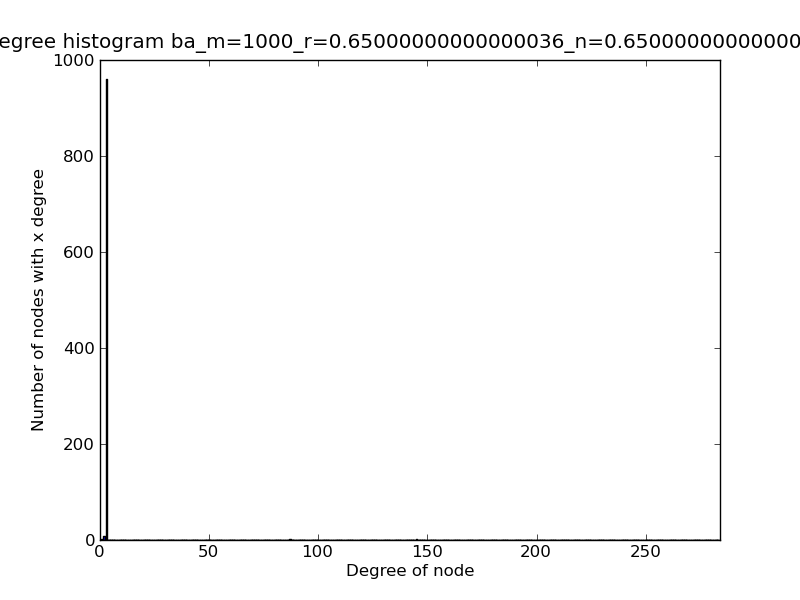 egree histogram ba_m=1000_r=0.65000000000000036_n=0.65000000000000
1000
800
600
400
200
0
0 50 100 150 200 250
Number of nodes with x degree
Degree of node